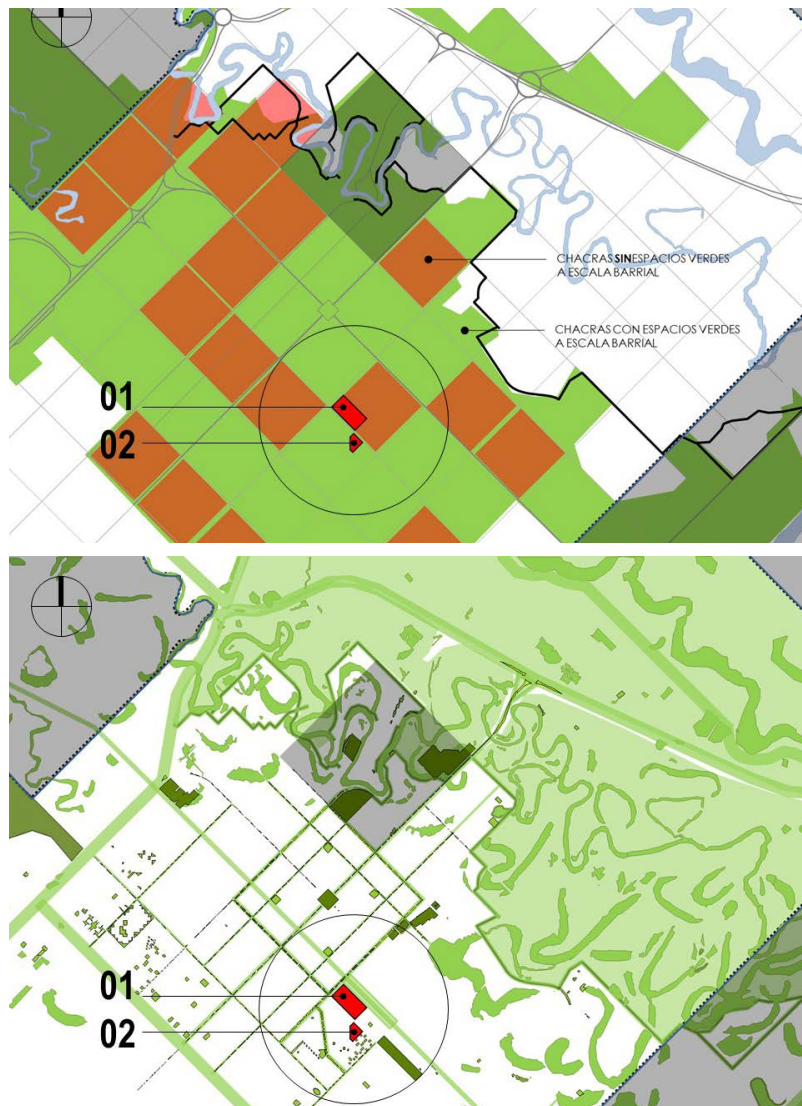 CHACRAS SINESPACIOS VERDES
A ESCALA BARRIAL
CHACRAS CON ESPACIOS VERDES
A ESCALA BARRIAL
01
02
01
02